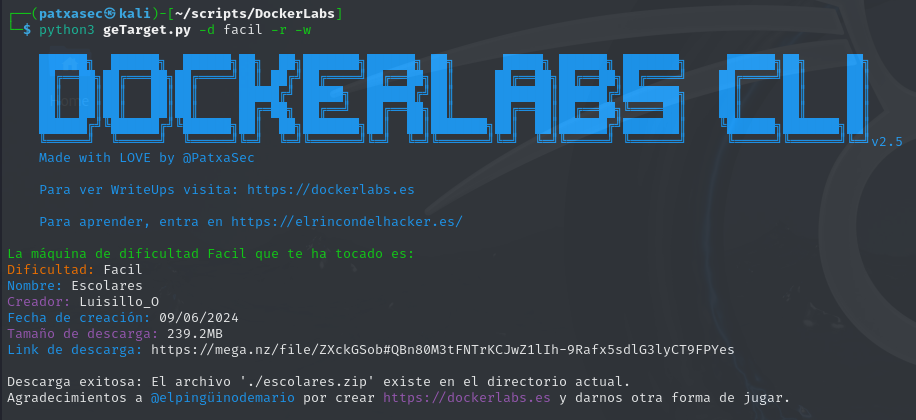 ┌──(patxasec㉿kali)-[~/scripts/DockerLabs]
└─$ python3 geTarget.py -d facil -r -w
DOCKERLABS CLI v2.5
Made with LOVE by @PatxaSec
Para ver WriteUps visita: https://dockerlabs.es
Para aprender, entra en https://elrincondelhacker.es/
La máquina de dificultad Facil que te ha tocado es:
Dificultad: Facil
Nombre: Escolares
Creador: Luisillo_O
Fecha de creación: 09/06/2024
Tamaño de descarga: 239.2MB
Link de descarga: https://mega.nz/file/ZXckGSob#QBn80M3tFNTrKCJwZ1lIh-9Rafx5sdlG3lyCT9FPYes
Descarga exitosa: El archivo './escolares.zip' existe en el directorio actual.
Agradecimientos a @elpingüinodemario por crear https://dockerlabs.es y darnos otra forma de jugar.